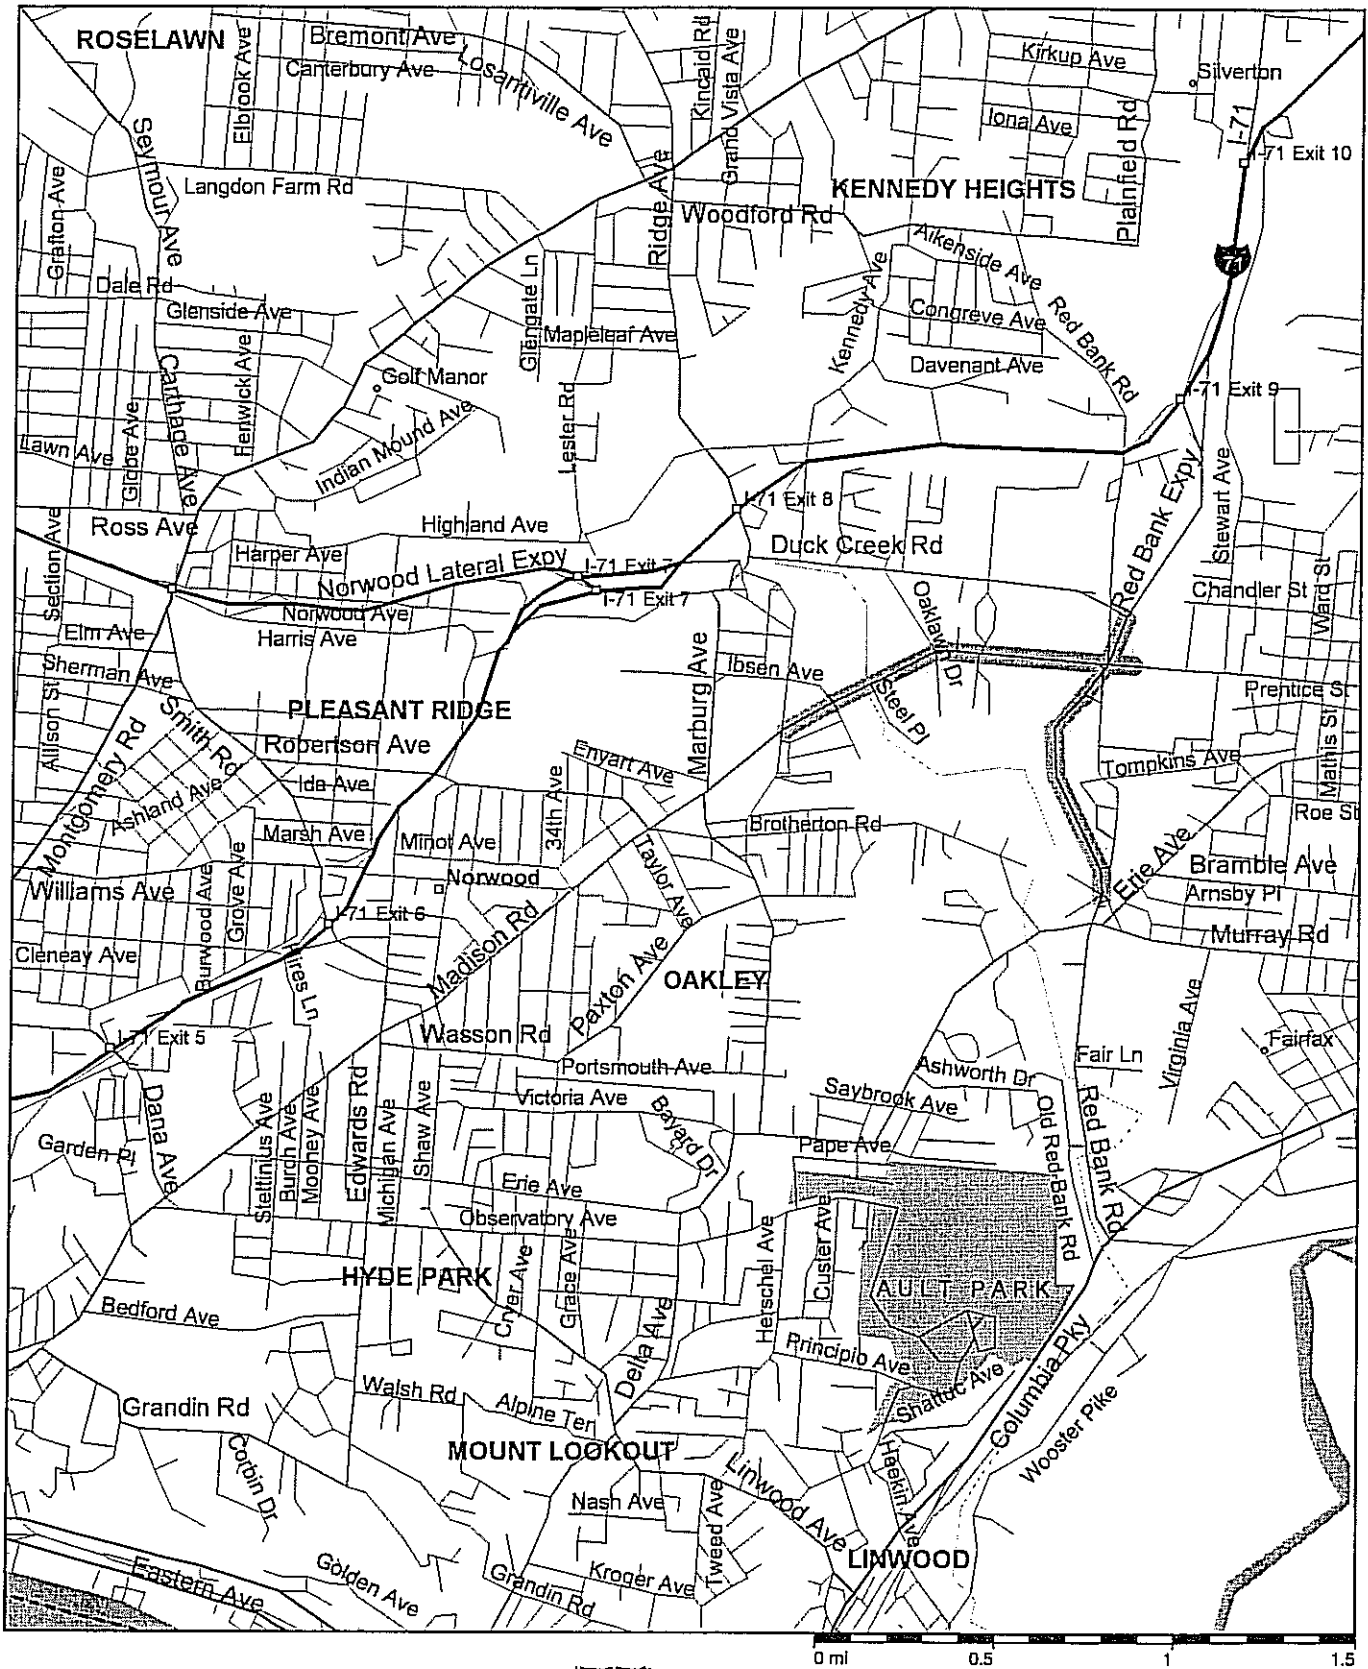 ROSELAWN
Bremont Ave
Losantiville Ave
Elbrook Ave
Canterbury Ave
Kincaid Rd
Grand Vista Ave
Kirkup Ave
Silverton
Iona Ave
Plainfield Rd
I-71
I-71 Exit 10
Seymour Ave
Langdon Farm Rd
Grafton Ave
Ridge Ave
KENNEDY HEIGHTS
Woodford Rd
Aikenside Ave
71
Dale Rd
Glenside Ave
Glengate Ln
Kennedy Ave
Congreve Ave
Red Bank Rd
Mapleleaf Ave
Davenant Ave
Carthage Ave
Fenwick Ave
Golf Manor
I-71 Exit 9
Lawn Ave
Globe Ave
Indian Mound Ave
Lester Rd
Stewart Ave
Red Bank Expy
I-71 Exit 8
Ross Ave
Highland Ave
Section Ave
Harper Ave
Norwood Lateral Expy
I-71 Exit 7
I-71 Exit 7
Duck Creek Rd
Chandler St
Ward St
Norwood Ave
Harris Ave
Elm Ave
Oaklawn Dr
Sherman Ave
Marburg Ave
Ibsen Ave
Steel Pl
Prentice St
Allison St
Smith Rd
PLEASANT RIDGE
Robertson Ave
Enyart Ave
Tompkins Ave
Mathis St
Montgomery Rd
Ashland Ave
Ida Ave
34th Ave
Roe St
Marsh Ave
Minot Ave
Brotherton Rd
Taylor Ave
Erie Ave
Bramble Ave
Williams Ave
Burwood Ave
Grove Ave
Norwood
Arnsby Pl
I-71 Exit 6
Murray Rd
Cleneay Ave
Hires Ln
Madison Rd
Paxton Ave
OAKLEY
I-71 Exit 5
Wasson Rd
Virginia Ave
Fairfax
Portsmouth Ave
Fair Ln
Ashworth Dr
Victoria Ave
Saybrook Ave
Dana Ave
Stettinius Ave
Burch Ave
Mooney Ave
Edwards Rd
Michigan Ave
Shaw Ave
Bayard Dr
Old Red Bank Rd
Red Bank Rd
Garden Pl
Pape Ave
Erie Ave
Observatory Ave
Herschel Ave
Custer Ave
HYDE PARK
Cryer Ave
Grace Ave
AULT PARK
Bedford Ave
Delta Ave
Principio Ave
Columbia Pky
Walsh Rd
Alpine Ter
Shattuc Ave
Grandin Rd
Wooster Pike
MOUNT LOOKOUT
Corbin Dr
Linwood Ave
Heekin Ave
Nash Ave
Tweed Ave
LINWOOD
Eastern Ave
Golden Ave
Grandin Rd
Kroger Ave
0 mi 0.5 1 1.5